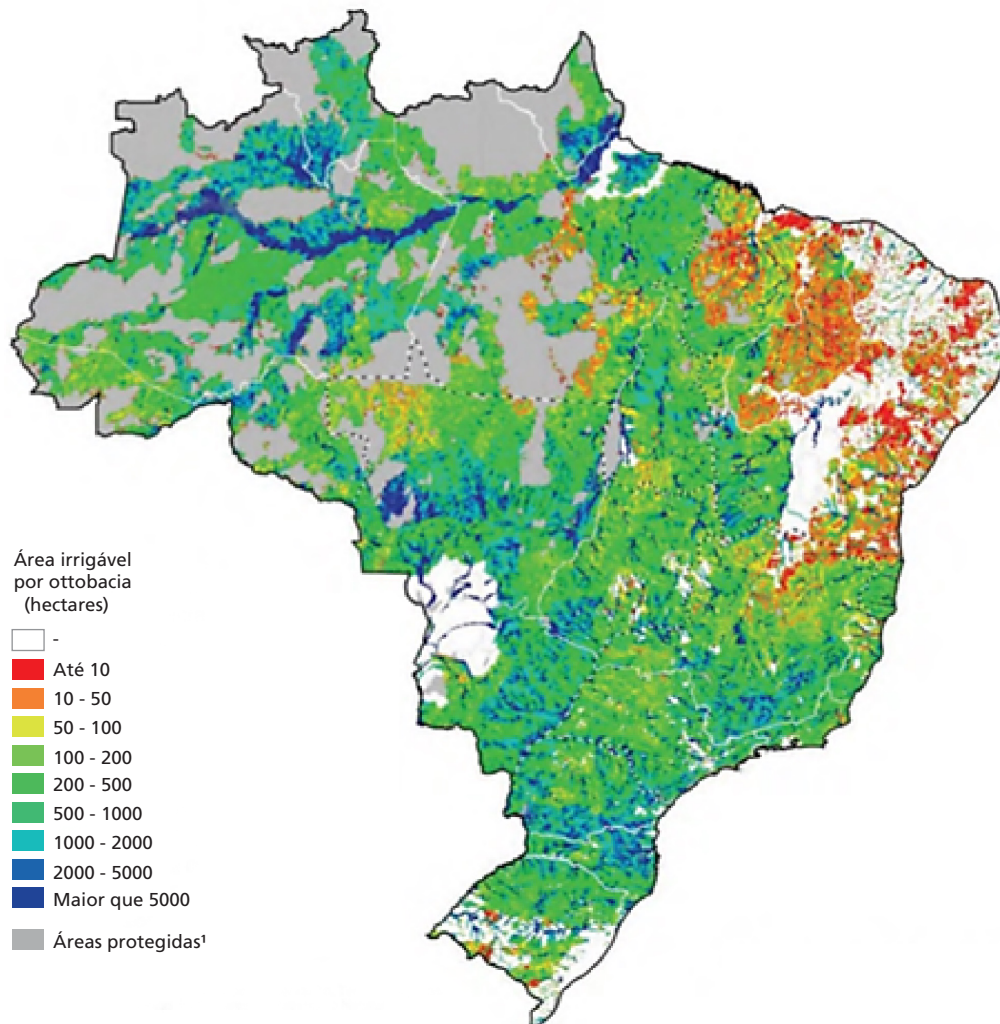 Área irrigável
por ottobacia
(hectares)
-
Até 10
10 - 50
50 - 100
100 - 200
200 - 500
500 - 1000
1000 - 2000
2000 - 5000
Maior que 5000
Áreas protegidas¹